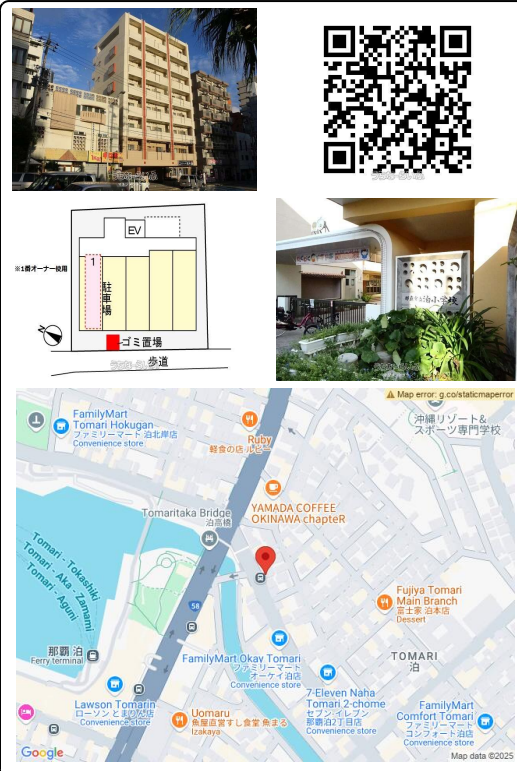 EV
※1番オーナー使用
1
駐車場
N
ゴミ置場
歩道
Map error: g.co/staticmaperror
FamilyMart
Tomari Hokugan
ファミリーマート 泊北岸店
Convenience store
Ruby
軽食の店 ルビー
沖縄リゾート&
スポーツ専門学校
YAMADA COFFEE
OKINAWA chapteR
Tomaritaka Bridge
泊高橋
Tomari - Tokashiki
Tomari - Aka - Zamami
Tomari - Aguni
58
Fujiya Tomari
Main Branch
富士家 泊本店
Dessert
那覇 泊
Ferry terminal
TOMARI
泊
FamilyMart Okay Tomari
ファミリーマート
オーケイ泊店
Convenience store
7-Eleven Naha
Tomari 2-chome
セブン-イレブン
那覇泊2丁目店
Convenience store
Lawson Tomarin
ローソン とまりん店
Convenience store
Uomaru
魚屋直営すし食堂 魚まる
Izakaya
FamilyMart
Comfort Tomari
ファミリーマート
コンフォート泊店
Convenience store
Google
Map data ©2025